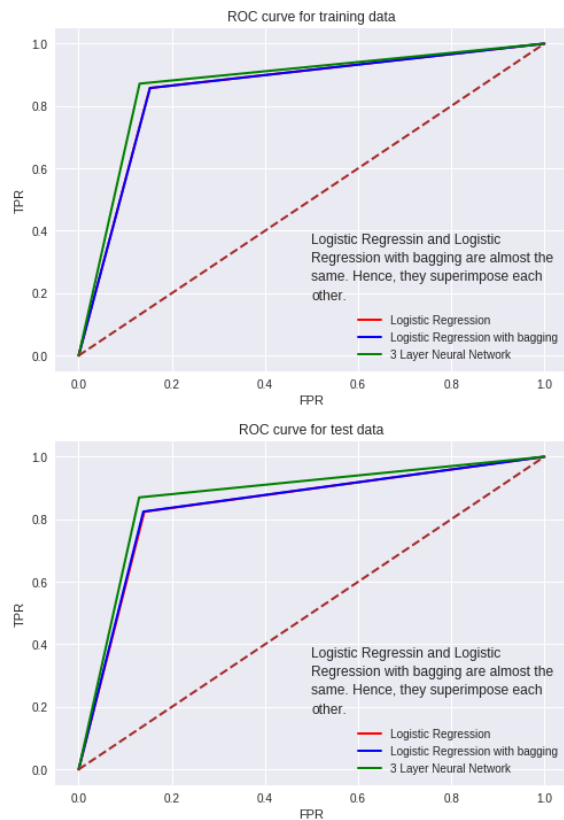 ROC curve for training data
1.0
0.8
0.6
0.4
0.2
0.0
TPR
Logistic Regressin and Logistic
Regression with bagging are almost the
same. Hence, they superimpose each
other.
Logistic Regression
Logistic Regression with bagging
3 Layer Neural Network
0.0 0.2 0.4 0.6 0.8 1.0
FPR
ROC curve for test data
1.0
0.8
0.6
0.4
0.2
0.0
TPR
Logistic Regressin and Logistic
Regression with bagging are almost the
same. Hence, they superimpose each
other.
Logistic Regression
Logistic Regression with bagging
3 Layer Neural Network
0.0 0.2 0.4 0.6 0.8 1.0
FPR